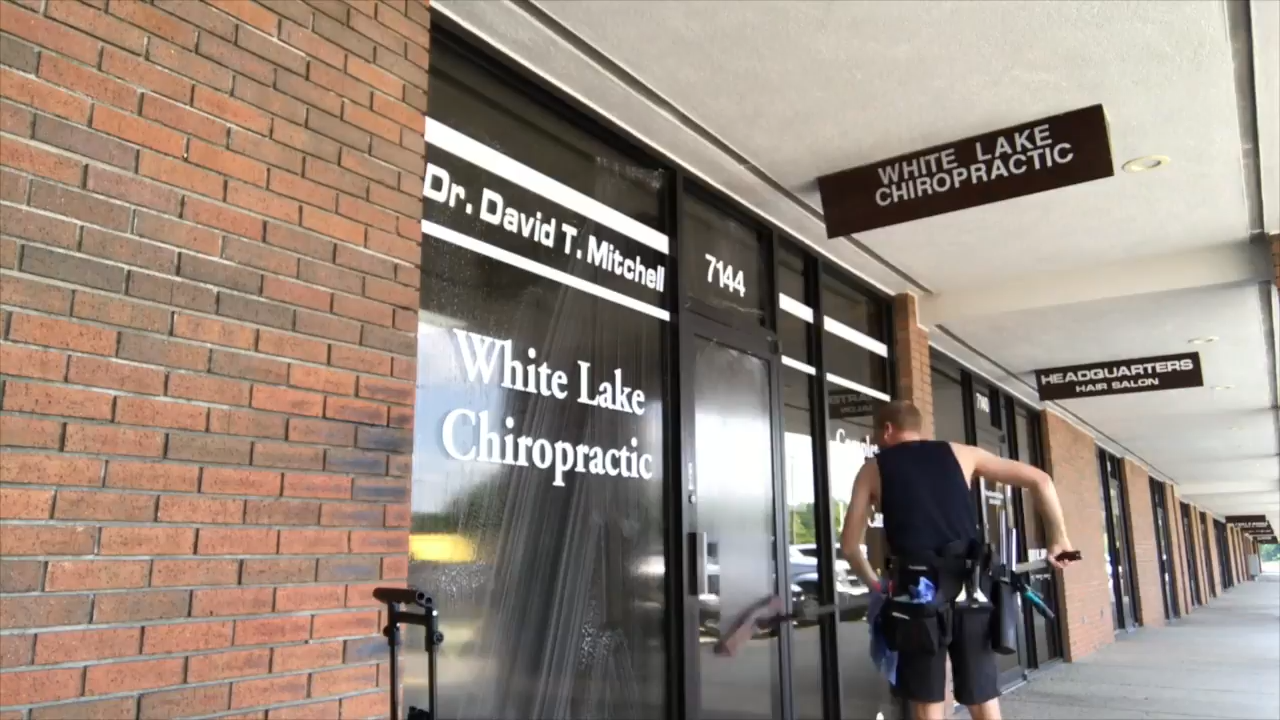 Dr. David T. Mitchell
White Lake
Chiropractic
7144
WHITE LAKE
CHIROPRACTIC
HEADQUARTERS
HAIR SALON